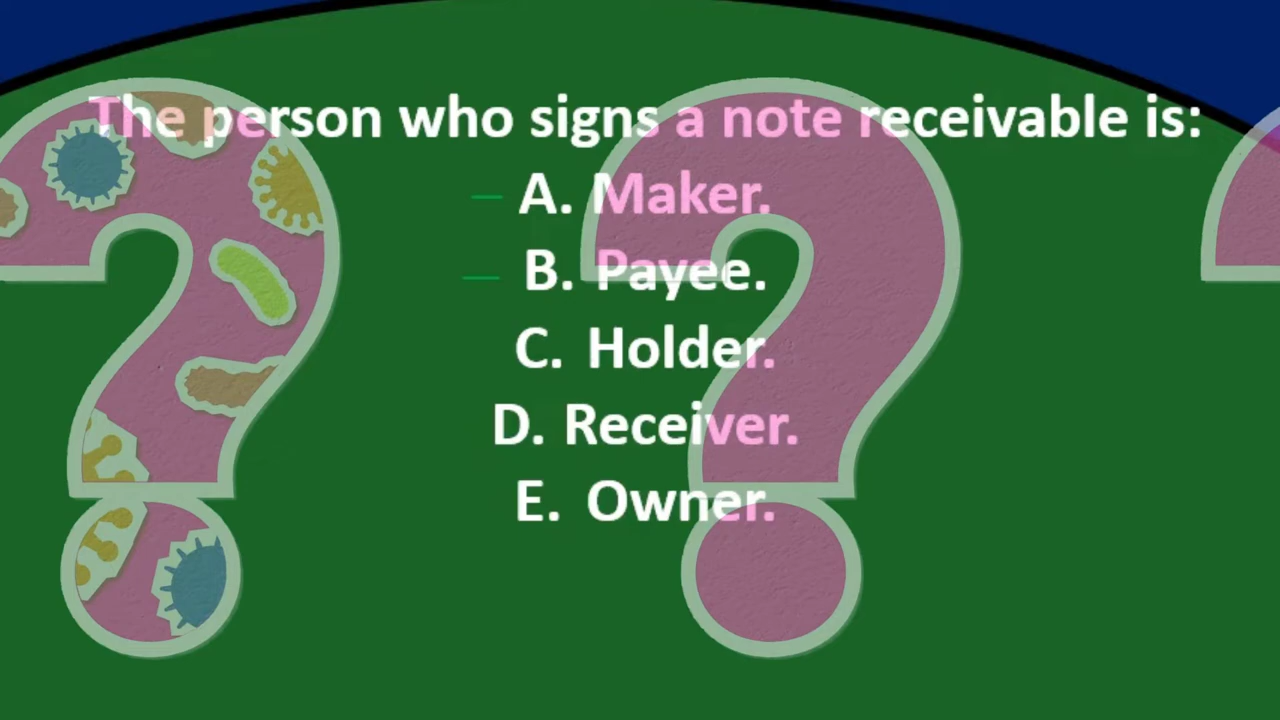 The person who signs a note receivable is:
A. Maker.
B. Payee.
C. Holder.
D. Receiver.
E. Owner.